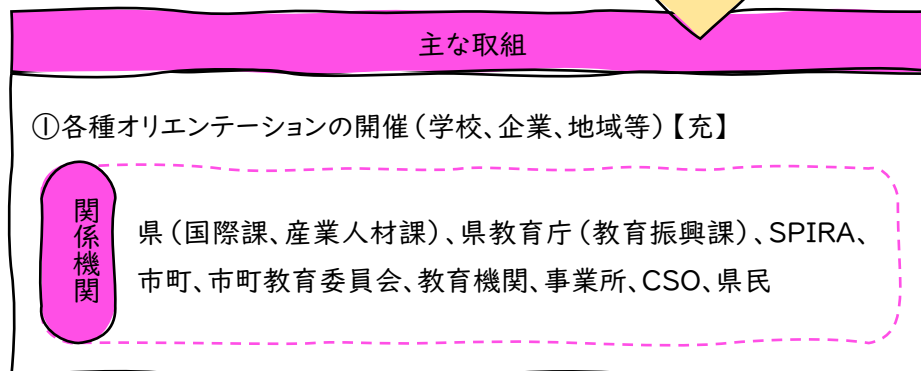 主な取組
①各種オリエンテーションの開催（学校、企業、地域等）【充】
関係機関
県（国際課、産業人材課）、県教育庁（教育振興課）、SPIRA、
市町、市町教育委員会、教育機関、事業所、CSO、県民